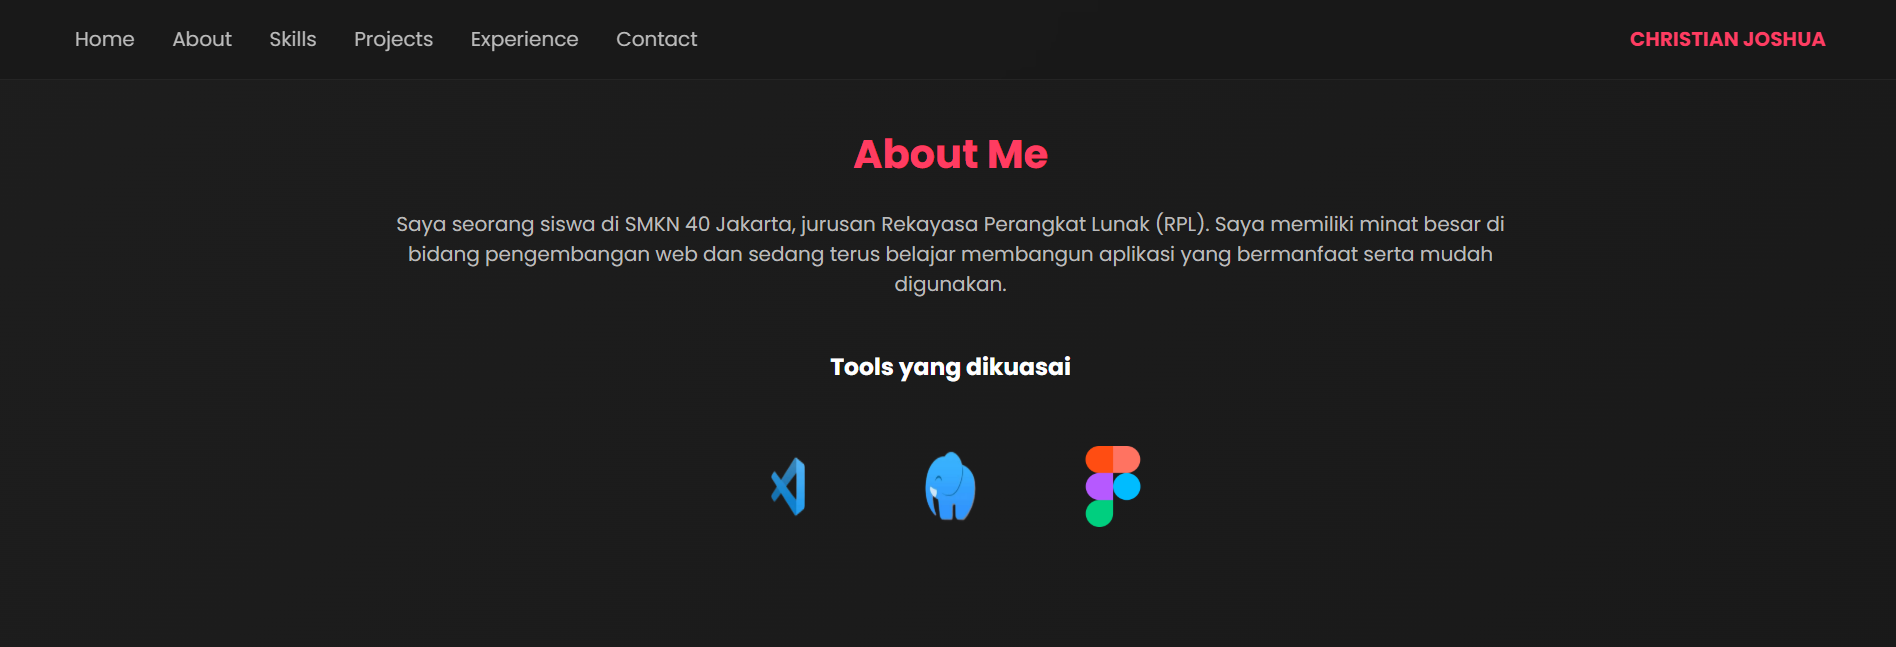 Home About Skills Projects Experience Contact CHRISTIAN JOSHUA
About Me
Saya seorang siswa di SMKN 40 Jakarta, jurusan Rekayasa Perangkat Lunak (RPL). Saya memiliki minat besar di
bidang pengembangan web dan sedang terus belajar membangun aplikasi yang bermanfaat serta mudah
digunakan.
Tools yang dikuasai